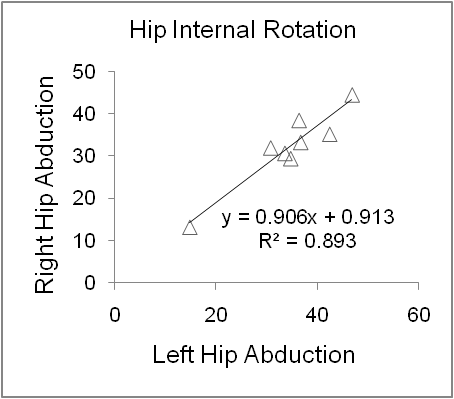 Hip Internal Rotation
50
40
30
20
10
0
Right Hip Abduction
y = 0.906x + 0.913
R² = 0.893
0 20 40 60
Left Hip Abduction